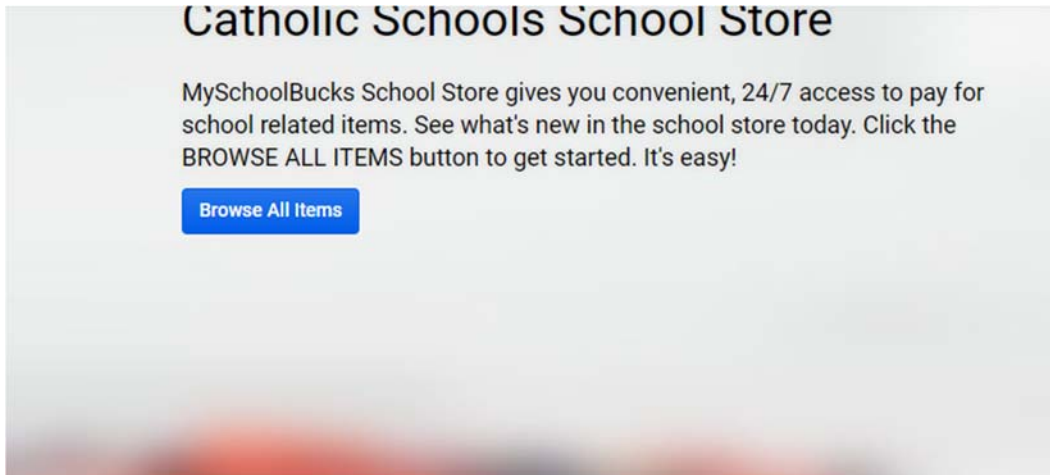 Catholic Schools School Store
MySchoolBucks School Store gives you convenient, 24/7 access to pay for
school related items. See what's new in the school store today. Click the
BROWSE ALL ITEMS button to get started. It's easy!
Browse All Items